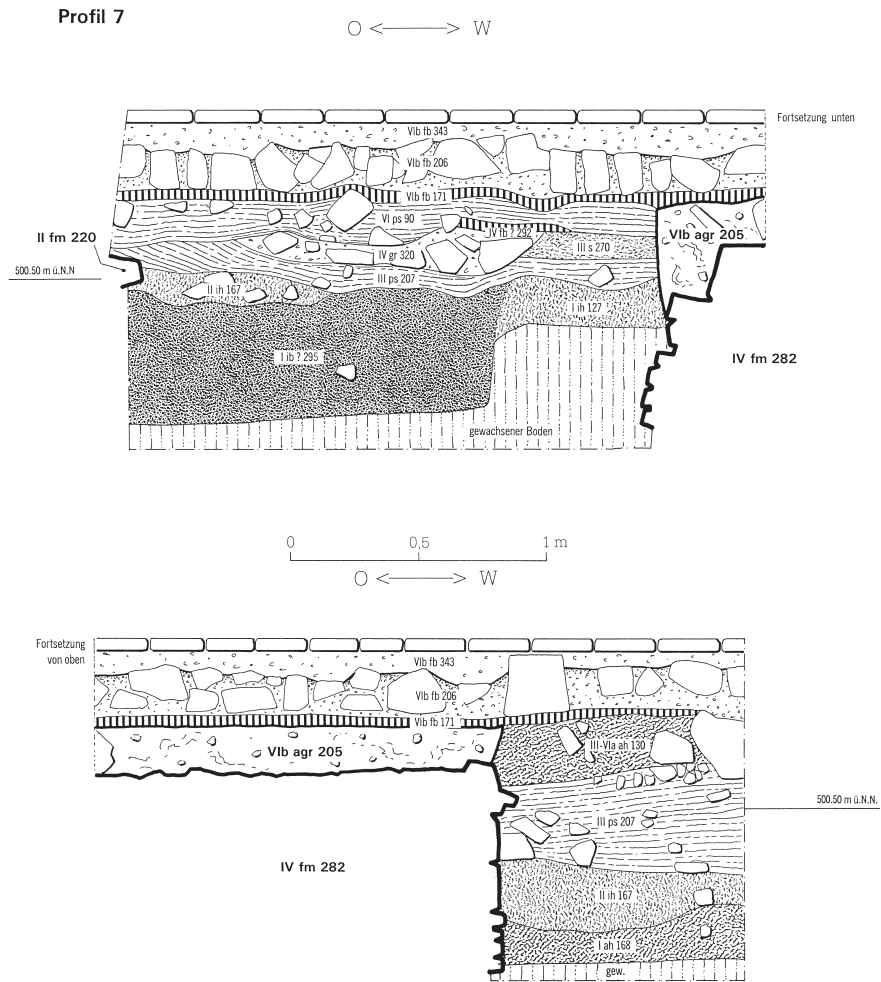 Profil 7
O W
Fortsetzung unten
VIb fb 343
VIb fb 206
VIb fb 171
VI ps 90
II fm 220
IV fb ? 292
VIb agr 205
III s 270
IV gr 320
500.50 m ü.N.N
III ps 207
II ih 167
I ih 127
I ib ? 295
IV fm 282
gewachsener Boden
0 0,5 1 m
O W
Fortsetzung
von oben
VIb fb 343
VIb fb 206
VIb fb 171
III-VIa ah 130
VIb agr 205
500.50 m ü.N.N.
III ps 207
IV fm 282
II ih 167
I ah 168
gew.